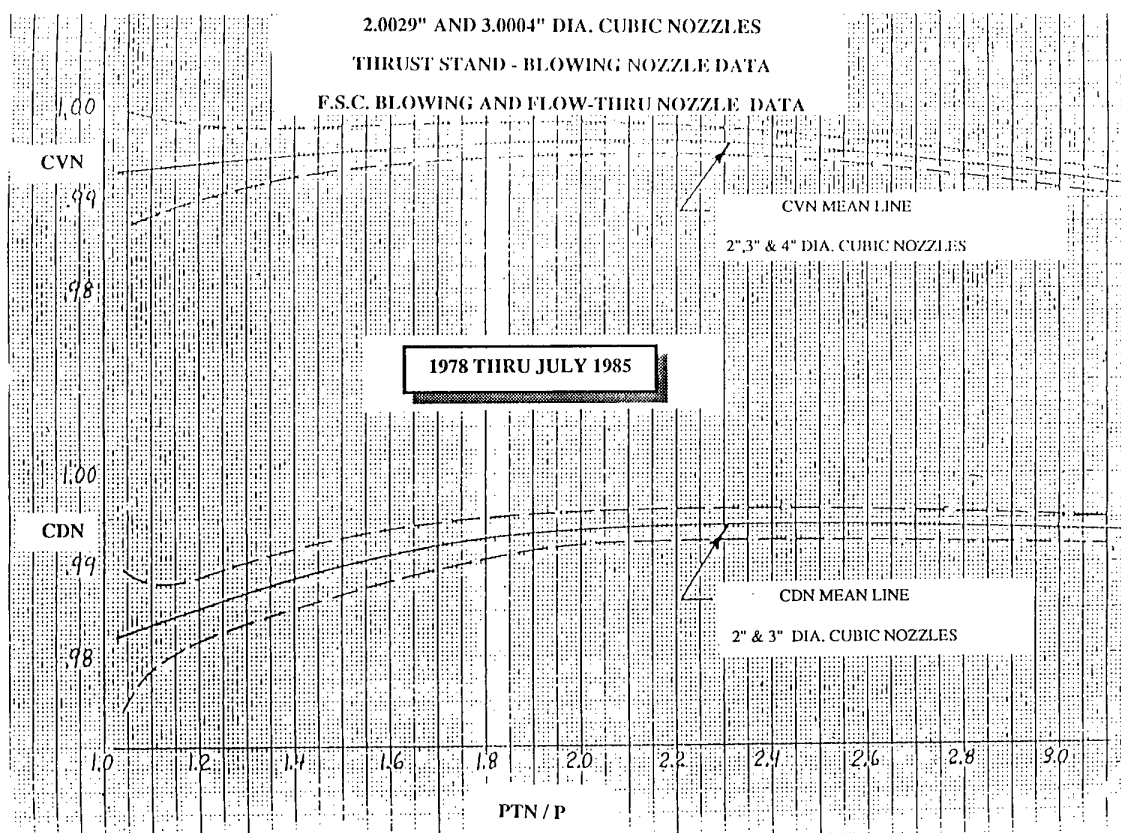 2.0029" AND 3.0004" DIA. CUBIC NOZZLES
THRUST STAND - BLOWING NOZZLE DATA
F.S.C. BLOWING AND FLOW-THRU NOZZLE DATA
1.00
CVN
.99
CVN MEAN LINE
2",3" & 4" DIA. CUBIC NOZZLES
.98
1978 THRU JULY 1985
1.00
CDN
.99
CDN MEAN LINE
2" & 3" DIA. CUBIC NOZZLES
.98
1.0 1.2 1.4 1.6 1.8 2.0 2.2 2.4 2.6 2.8 3.0
PTN / P